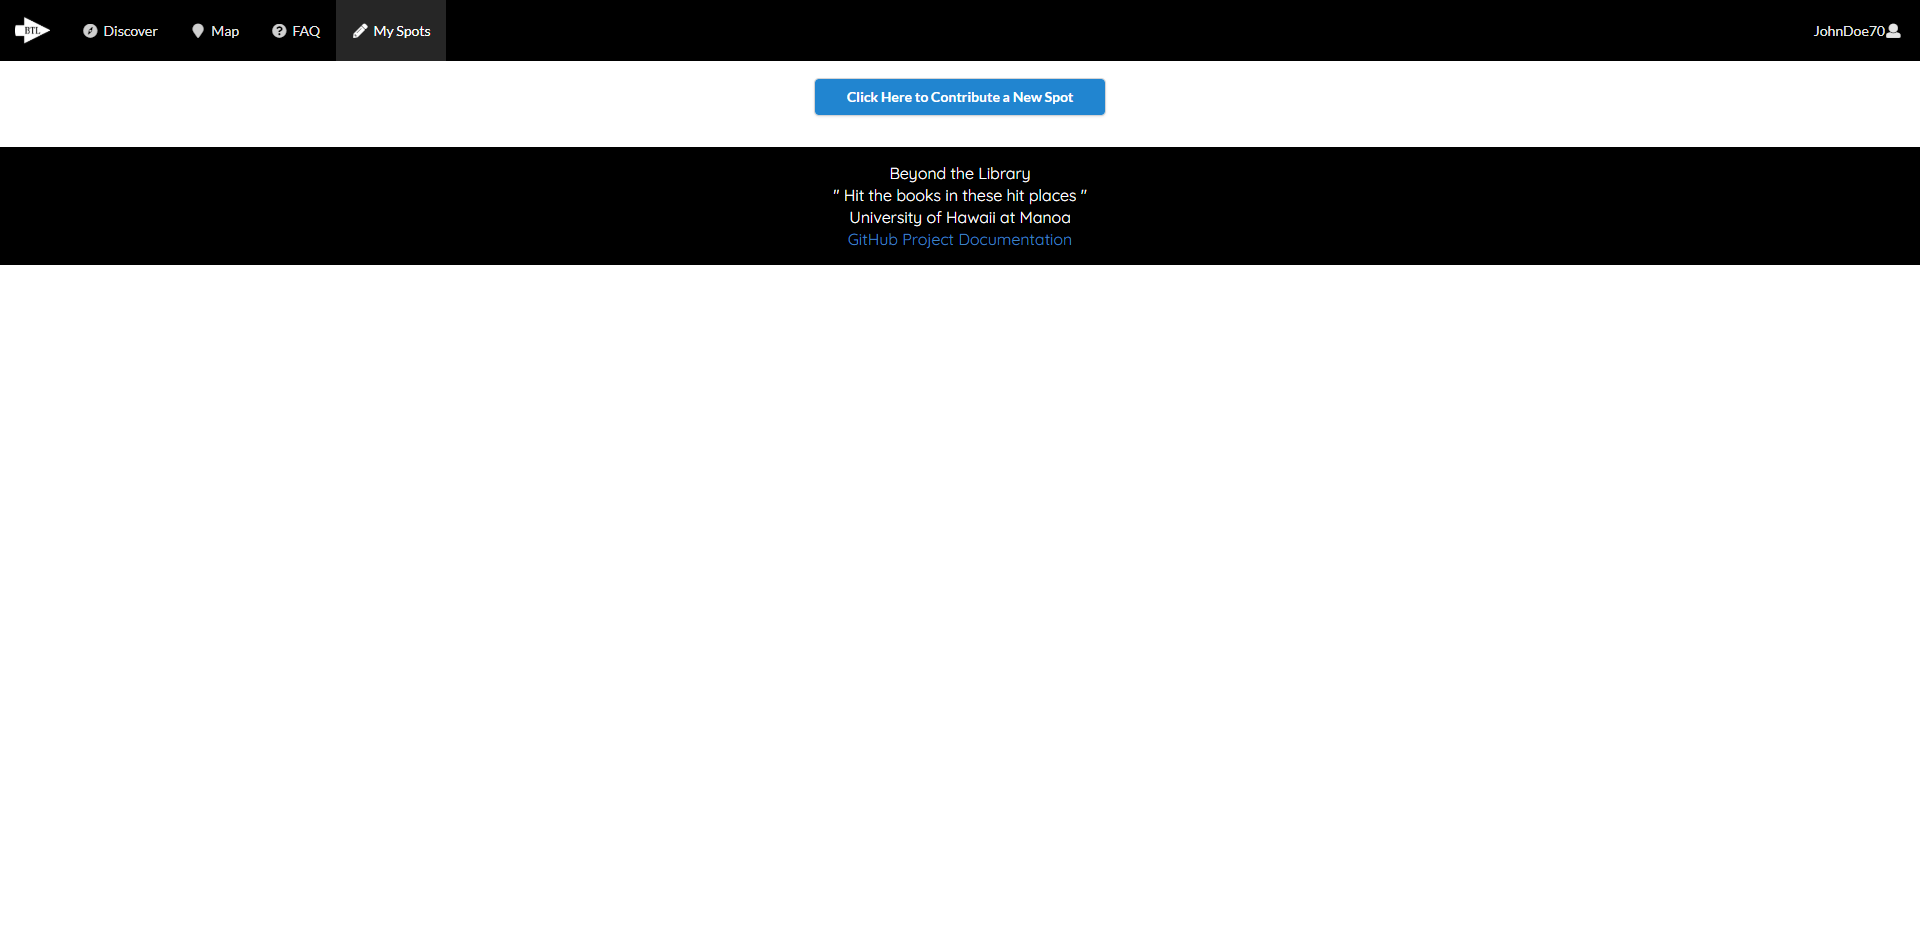 BTL
Discover
Map
FAQ
My Spots
JohnDoe70
Click Here to Contribute a New Spot
Beyond the Library
" Hit the books in these hit places "
University of Hawaii at Manoa
GitHub Project Documentation